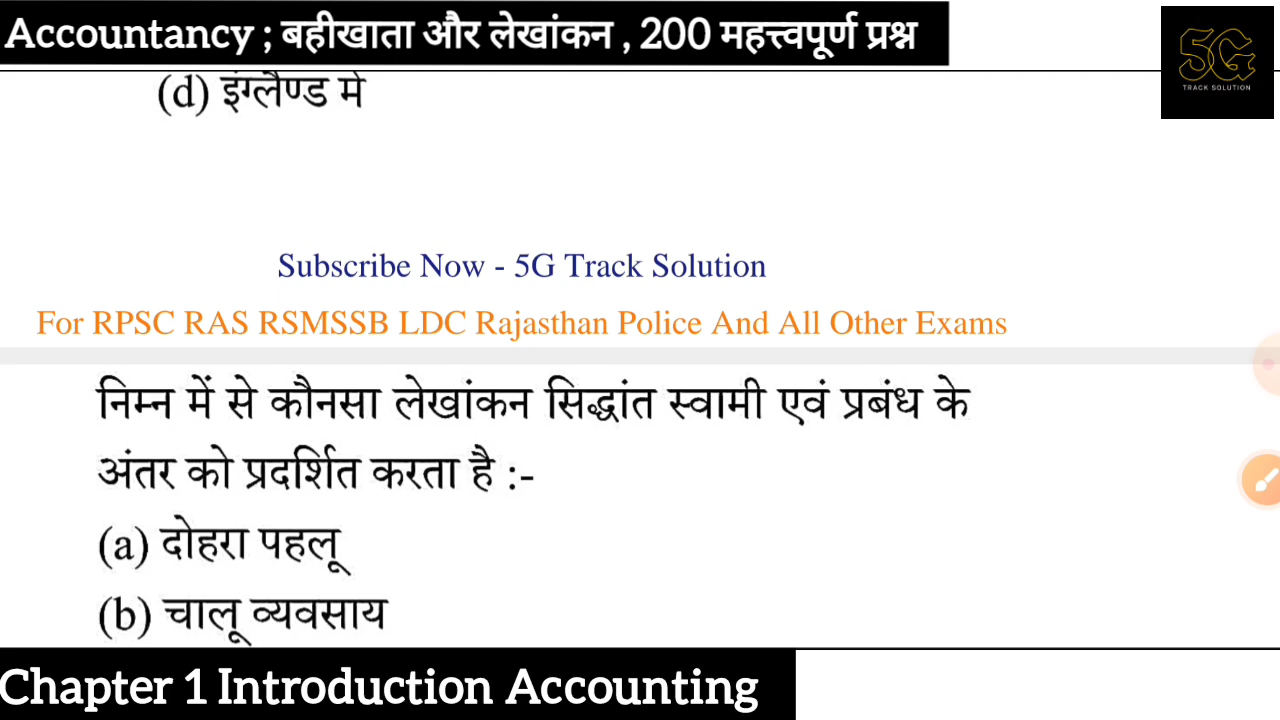 Accountancy ; बहीखाता और लेखांकन , 200 महत्त्वपूर्ण प्रश्न
5G
TRACK SOLUTION
(d) इंग्लैण्ड में
Subscribe Now - 5G Track Solution
For RPSC RAS RSMSSB LDC Rajasthan Police And All Other Exams
निम्न में से कौनसा लेखांकन सिद्धांत स्वामी एवं प्रबंध के
अंतर को प्रदर्शित करता है :-
(a) दोहरा पहलू
(b) चालू व्यवसाय
Chapter 1 Introduction Accounting